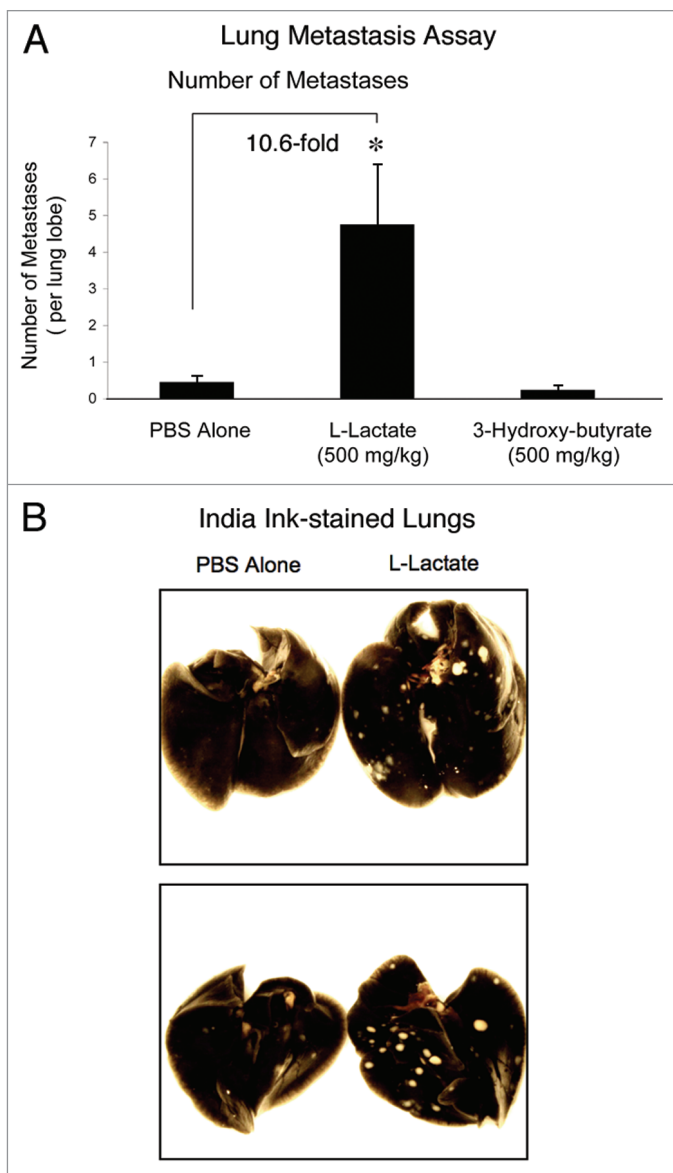 A
Lung Metastasis Assay
Number of Metastases
10.6-fold
*
Number of Metastases
( per lung lobe)
7
6
5
4
3
2
1
0
PBS Alone
L-Lactate
(500 mg/kg)
3-Hydroxy-butyrate
(500 mg/kg)
B
India Ink-stained Lungs
PBS Alone
L-Lactate